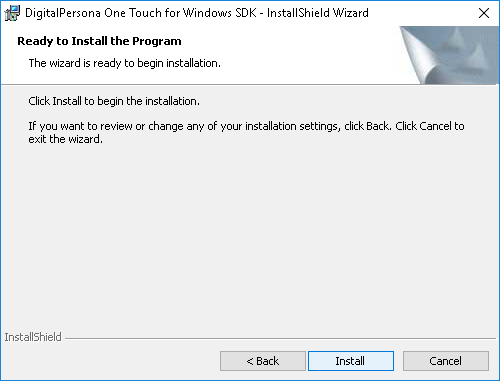 DigitalPersona One Touch for Windows SDK - InstallShield Wizard
Ready to Install the Program
The wizard is ready to begin installation.
Click Install to begin the installation.
If you want to review or change any of your installation settings, click Back. Click Cancel to
exit the wizard.
InstallShield
< Back
Install
Cancel